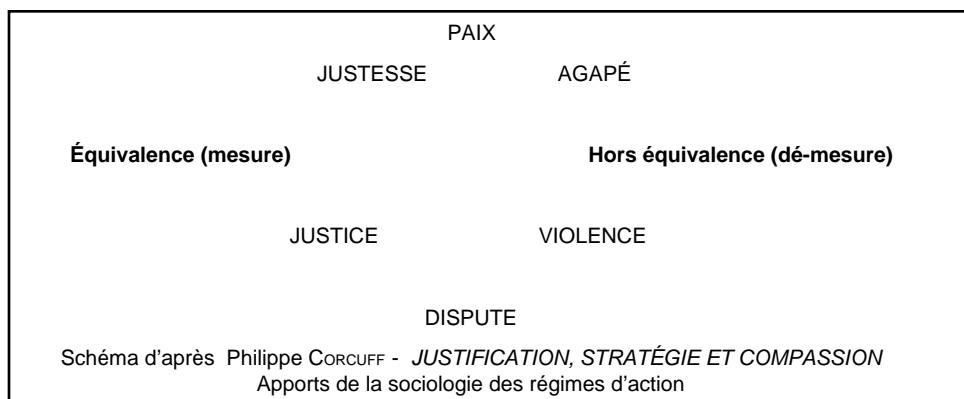 PAIX
JUSTESSE AGAPÉ
Équivalence (mesure) Hors équivalence (dé-mesure)
JUSTICE VIOLENCE
DISPUTE
Schéma d'après Philippe CORCUFF - JUSTIFICATION, STRATÉGIE ET COMPASSION
Apports de la sociologie des régimes d'action